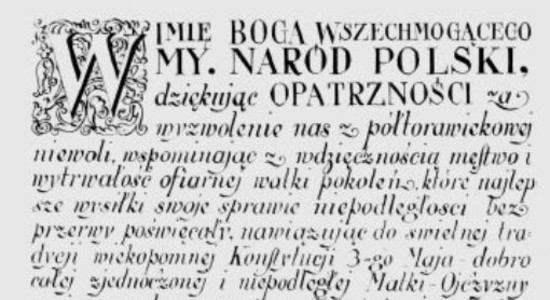 W IMIE BOGA WSZECHMOGĄCEGO
MY, NARÓD POLSKI,
dziękując OPATRZNOŚCI za
wyzwolenie nas z półtorawiekowej
niewoli, wspominając z wdzięcznością męstwo i
wytrwałość ofiarnej walki pokoleń, które najlep
sze wysiłki swoje sprawie niepodległości bez
przerwy poświęcały, nawiązując do świetnej tra-
dycji wiekopomnej Konstytucji 3-go Maja - dobro
całej zjednoczonej i niepodległej Matki-Ojczyzny